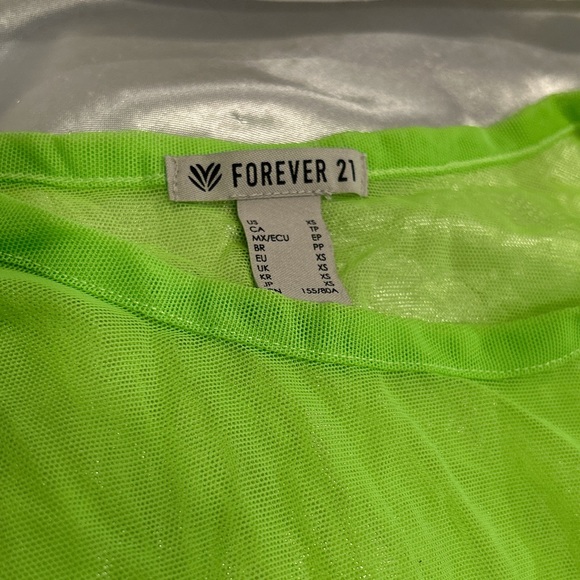 FOREVER 21
US XS
CA TP
MX/ECU EP
BR PP
EU XS
UK XS
KR XS
JP XS
155/80A